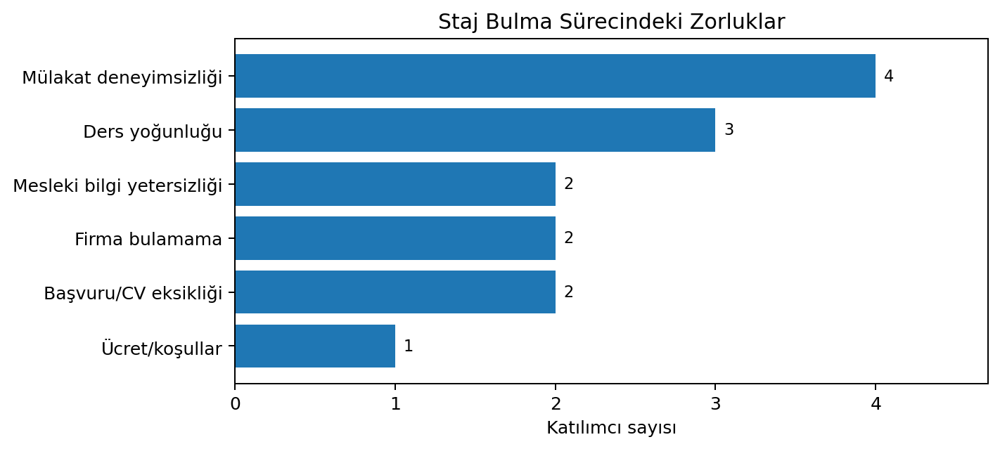 Staj Bulma Sürecindeki Zorluklar
Mülakat deneyimsizliği 4
Ders yoğunluğu 3
Mesleki bilgi yetersizliği 2
Firma bulamama 2
Başvuru/CV eksikliği 2
Ücret/koşullar 1
0 1 2 3 4
Katılımcı sayısı